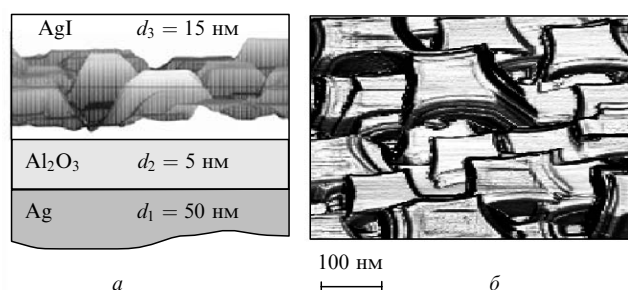 AgI d₃ = 15 нм
Al₂O₃ d₂ = 5 нм
Ag d₁ = 50 нм
100 нм
а б